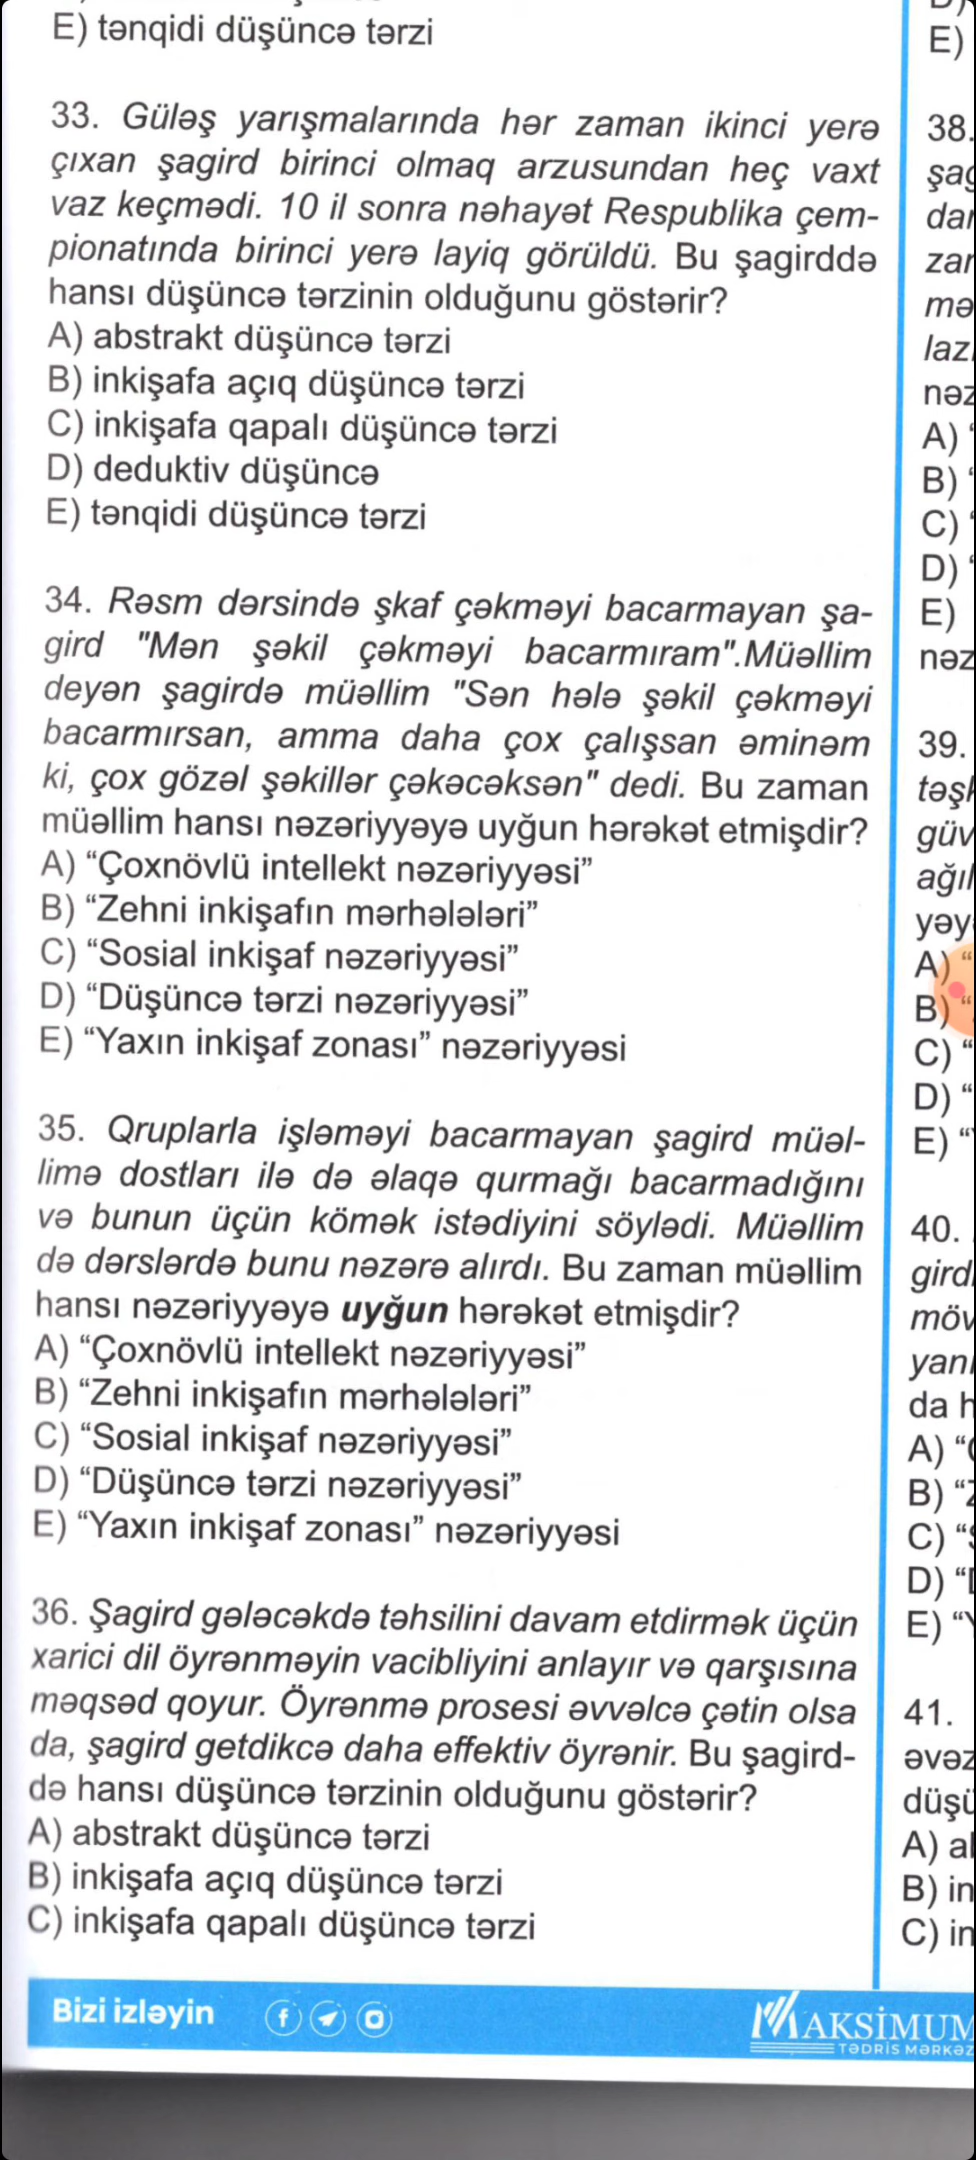 E) tənqidi düşüncə tərzi
33. Güləş yarışmalarında hər zaman ikinci yerə
çıxan şagird birinci olmaq arzusundan heç vaxt
vaz keçmədi. 10 il sonra nəhayət Respublika çem-
pionatında birinci yerə layiq görüldü. Bu şagirddə
hansı düşüncə tərzinin olduğunu göstərir?
A) abstrakt düşüncə tərzi
B) inkişafa açıq düşüncə tərzi
C) inkişafa qapalı düşüncə tərzi
D) deduktiv düşüncə
E) tənqidi düşüncə tərzi
34. Rəsm dərsində şkaf çəkməyi bacarmayan şa-
gird "Mən şəkil çəkməyi bacarmıram".Müəllim
deyən şagirdə müəllim "Sən hələ şəkil çəkməyi
bacarmırsan, amma daha çox çalışsan əminəm
ki, çox gözəl şəkillər çəkəcəksən" dedi. Bu zaman
müəllim hansı nəzəriyyəyə uyğun hərəkət etmişdir?
A) “Çoxnövlü intellekt nəzəriyyəsi”
B) “Zehni inkişafın mərhələləri”
C) “Sosial inkişaf nəzəriyyəsi”
D) “Düşüncə tərzi nəzəriyyəsi”
E) “Yaxın inkişaf zonası” nəzəriyyəsi
35. Qruplarla işləməyi bacarmayan şagird müəl-
limə dostları ilə də əlaqə qurmağı bacarmadığını
və bunun üçün kömək istədiyini söylədi. Müəllim
də dərslərdə bunu nəzərə alırdı. Bu zaman müəllim
hansı nəzəriyyəyə uyğun hərəkət etmişdir?
A) “Çoxnövlü intellekt nəzəriyyəsi”
B) “Zehni inkişafın mərhələləri”
C) “Sosial inkişaf nəzəriyyəsi”
D) “Düşüncə tərzi nəzəriyyəsi”
E) “Yaxın inkişaf zonası” nəzəriyyəsi
36. Şagird gələcəkdə təhsilini davam etdirmək üçün
xarici dil öyrənməyin vacibliyini anlayır və qarşısına
məqsəd qoyur. Öyrənmə prosesi əvvəlcə çətin olsa
da, şagird getdikcə daha effektiv öyrənir. Bu şagird-
də hansı düşüncə tərzinin olduğunu göstərir?
A) abstrakt düşüncə tərzi
B) inkişafa açıq düşüncə tərzi
C) inkişafa qapalı düşüncə tərzi
E)
38.
A)
B)
C)
D)
E)
39.
A)
B)
C)
D)
E)
40.
da
A)
B)
C)
D)
E)
41.
A)
B)
C)
Bizi izləyin
MAKSİMUM
TƏDRİS